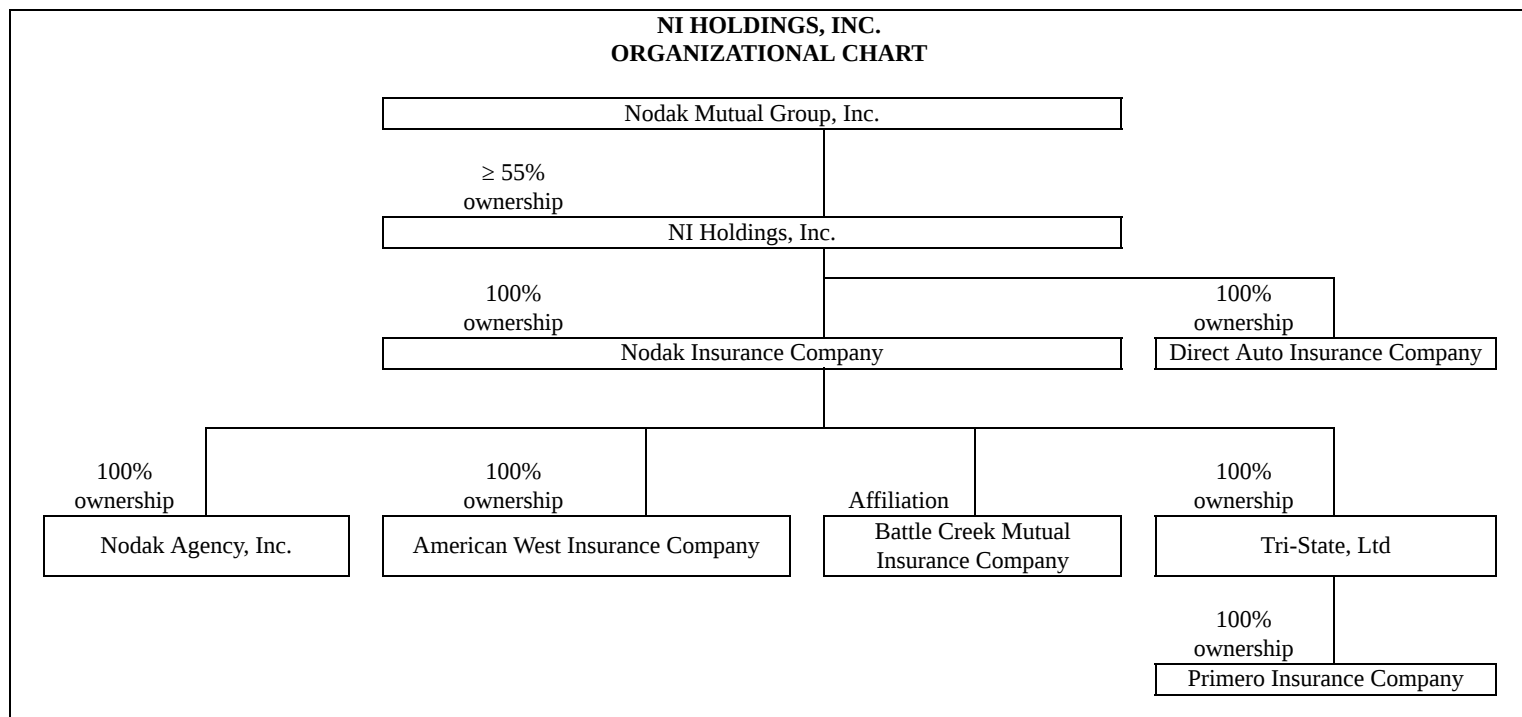 NI HOLDINGS, INC.
ORGANIZATIONAL CHART
Nodak Mutual Group, Inc.
≥ 55%
ownership
NI Holdings, Inc.
100%
ownership
100%
ownership
Nodak Insurance Company
Direct Auto Insurance Company
100%
ownership
100%
ownership
Affiliation
100%
ownership
Nodak Agency, Inc.
American West Insurance Company
Battle Creek Mutual
Insurance Company
Tri-State, Ltd
100%
ownership
Primero Insurance Company